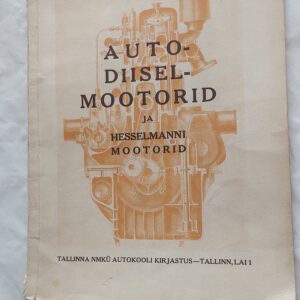 AUTO-
DIISEL-
MOOTORID
JA
HESSELMANNI
MOOTORID
TALLINNA NMKÜ AUTOKOOLI KIRJASTUS—TALLINN, LAI 1